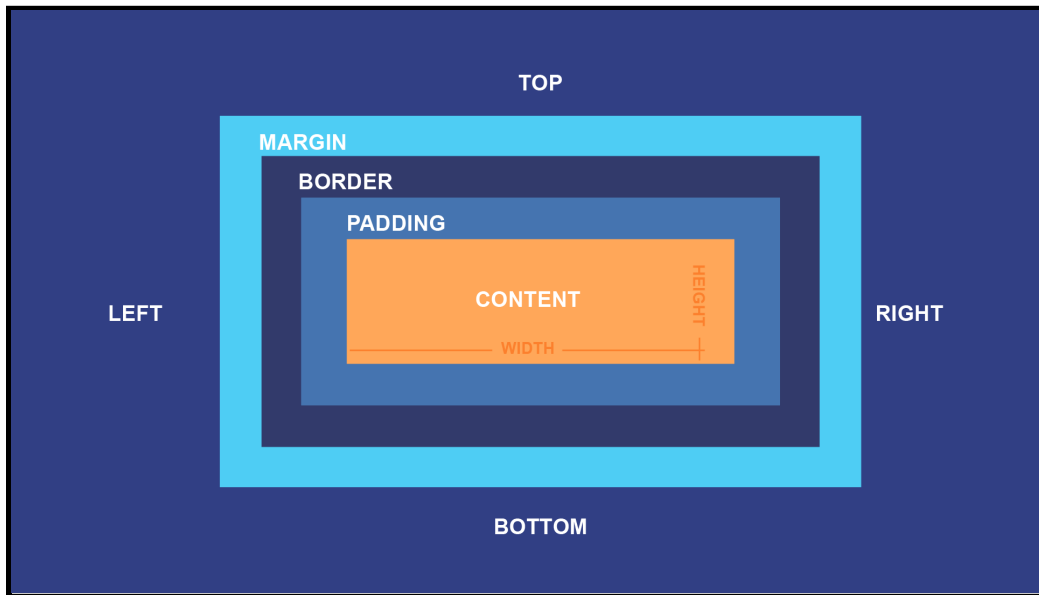 TOP
MARGIN
BORDER
PADDING
CONTENT
HEIGHT
WIDTH
LEFT
RIGHT
BOTTOM